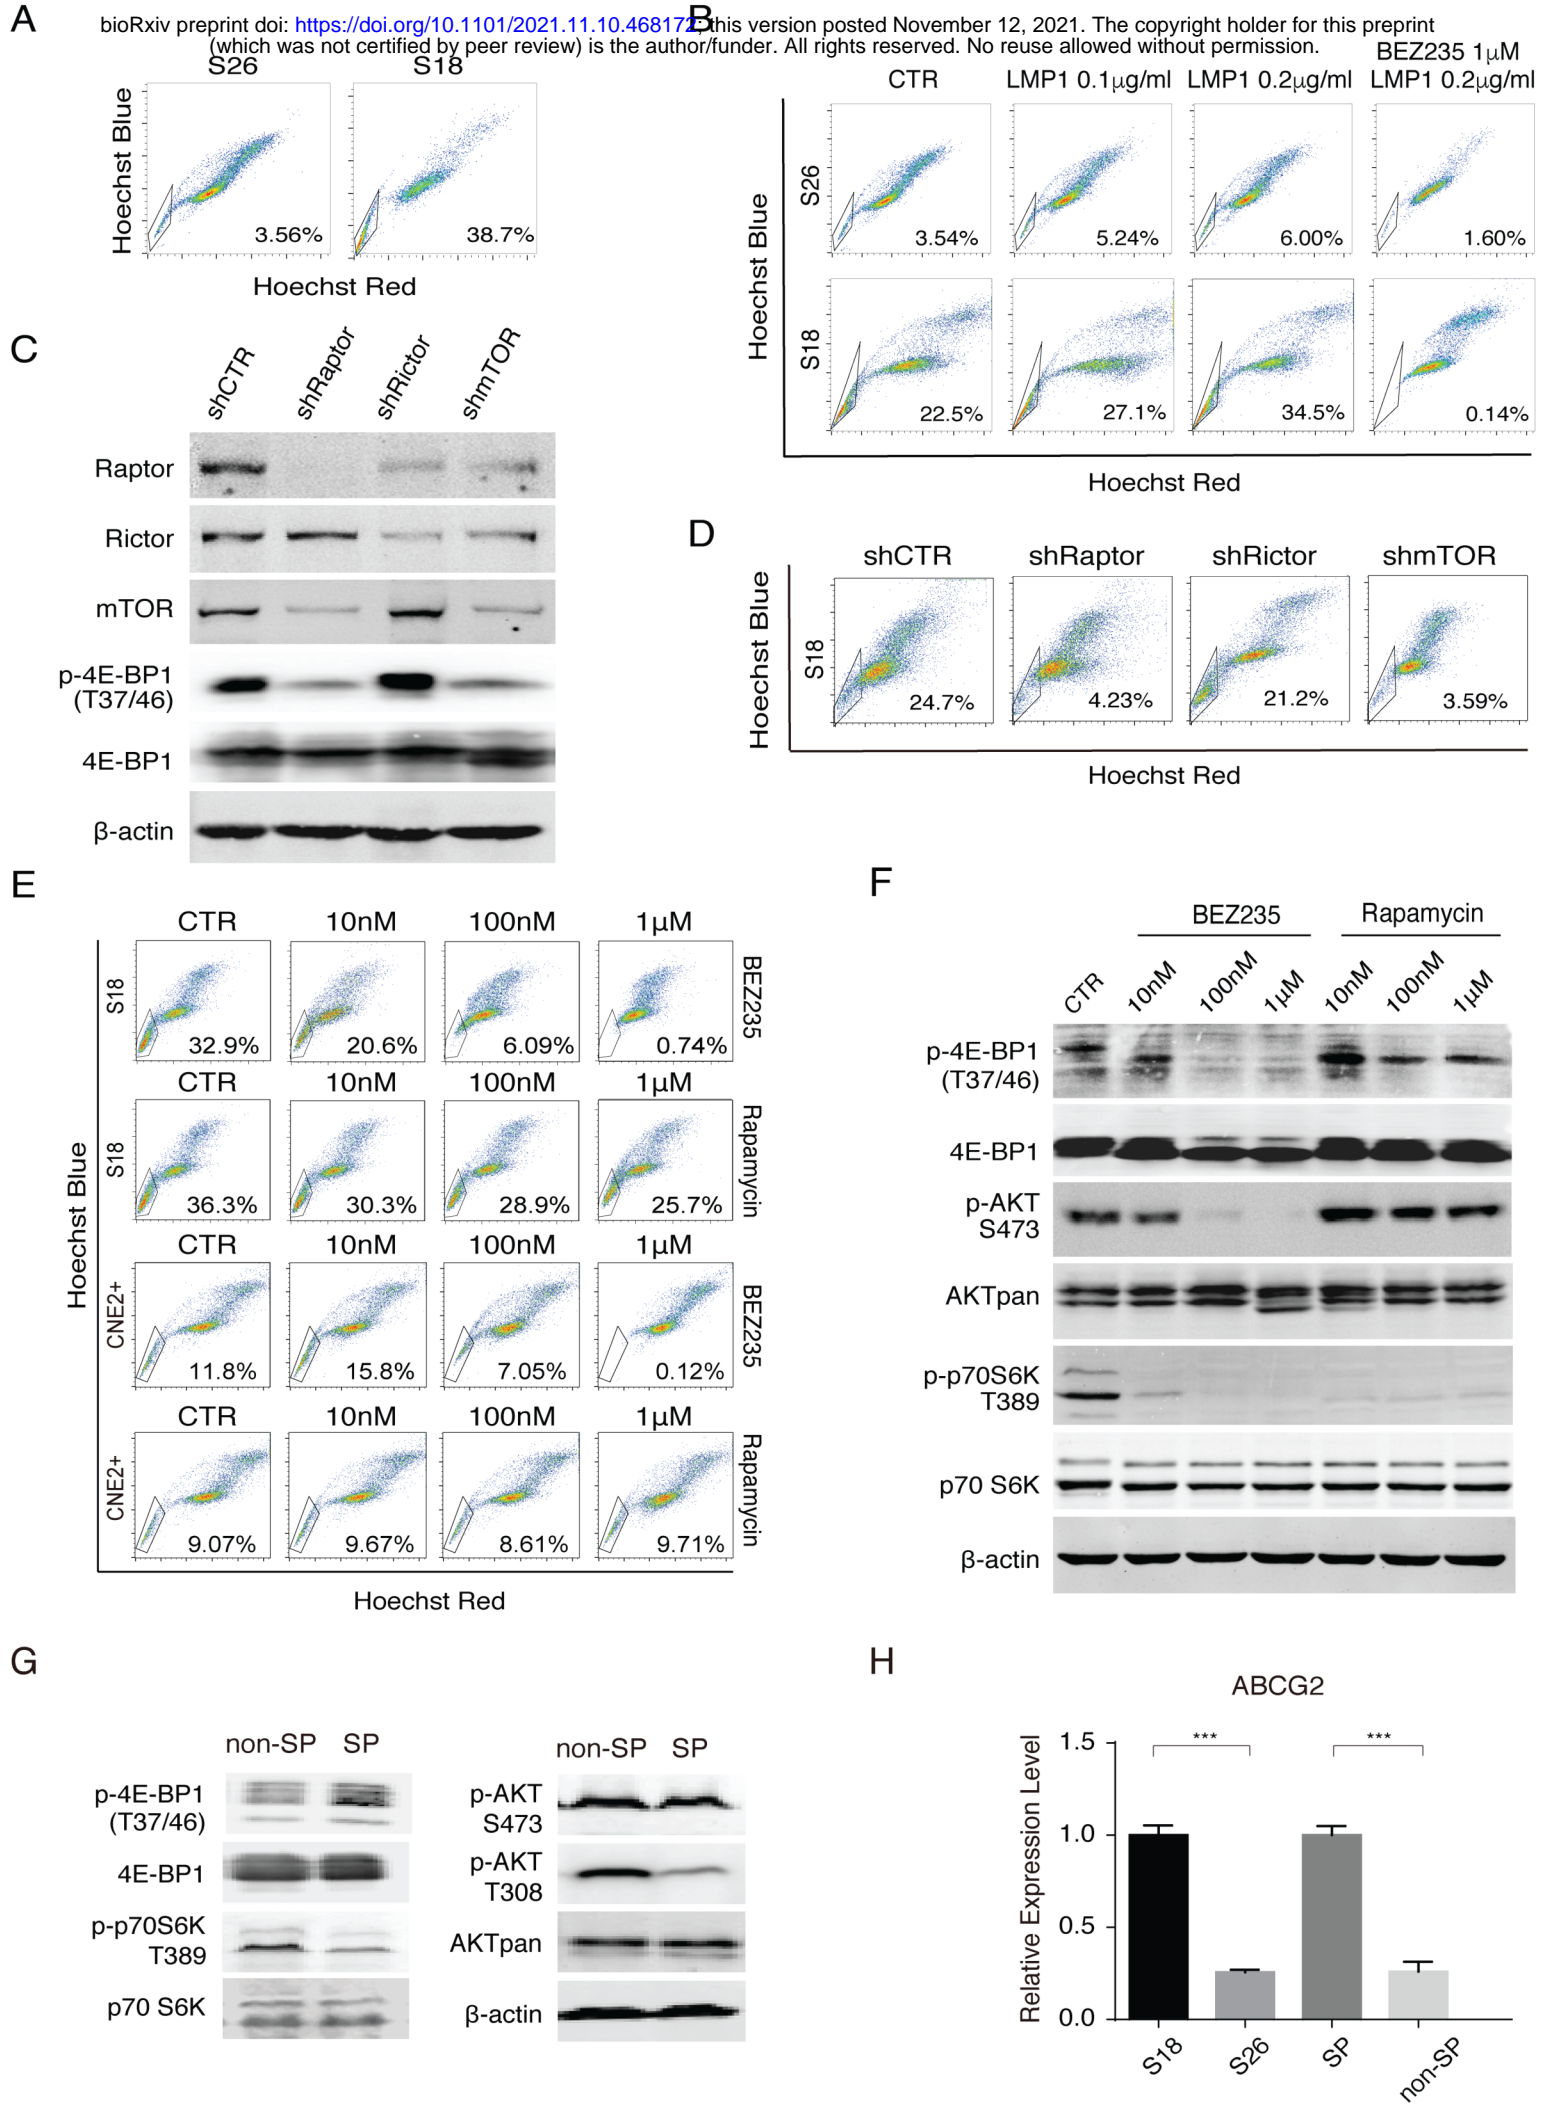 A
B
bioRxiv preprint doi: https://doi.org/10.1101/2021.11.10.468172; this version posted November 12, 2021. The copyright holder for this preprint
(which was not certified by peer review) is the author/funder. All rights reserved. No reuse allowed without permission.
S26 S18
Hoechst Blue
3.56% 38.7%
Hoechst Red
BEZ235 1μM
CTR LMP1 0.1μg/ml LMP1 0.2μg/ml LMP1 0.2μg/ml
Hoechst Blue
S26
3.54% 5.24% 6.00% 1.60%
S18
22.5% 27.1% 34.5% 0.14%
Hoechst Red
C
shCTR shRaptor shRictor shmTOR
Raptor
Rictor
mTOR
p-4E-BP1
(T37/46)
4E-BP1
β-actin
D
shCTR shRaptor shRictor shmTOR
Hoechst Blue
S18
24.7% 4.23% 21.2% 3.59%
Hoechst Red
E
CTR 10nM 100nM 1μM
S18
32.9% 20.6% 6.09% 0.74%
BEZ235
CTR 10nM 100nM 1μM
S18
36.3% 30.3% 28.9% 25.7%
Rapamycin
Hoechst Blue
CTR 10nM 100nM 1μM
CNE2+
11.8% 15.8% 7.05% 0.12%
BEZ235
CTR 10nM 100nM 1μM
CNE2+
9.07% 9.67% 8.61% 9.71%
Rapamycin
Hoechst Red
F
BEZ235 Rapamycin
CTR 10nM 100nM 1μM 10nM 100nM 1μM
p-4E-BP1
(T37/46)
4E-BP1
p-AKT
S473
AKTpan
p-p70S6K
T389
p70 S6K
β-actin
G
non-SP SP
p-4E-BP1
(T37/46)
4E-BP1
p-p70S6K
T389
p70 S6K
non-SP SP
p-AKT
S473
p-AKT
T308
AKTpan
β-actin
H
ABCG2
Relative Expression Level
1.5
1.0
0.5
0.0
*** ***
S18 S26 SP non-SP